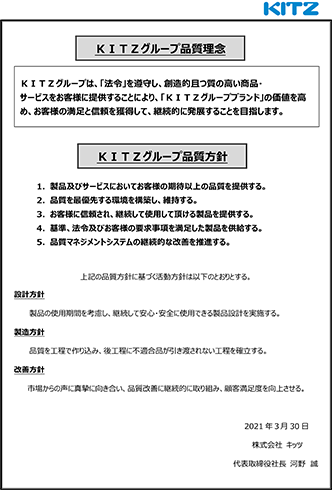 KITZ
ＫＩＴＺグループ品質理念
ＫＩＴＺグループは、「法令」を遵守し、創造的且つ質の高い商品・
サービスをお客様に提供することにより、「ＫＩＴＺグループブランド」の価値を高
め、お客様の満足と信頼を獲得して、継続的に発展することを目指します。
ＫＩＴＺグループ品質方針
1. 製品及びサービスにおいてお客様の期待以上の品質を提供する。
2. 品質を最優先する環境を構築し、維持する。
3. お客様に信頼され、継続して使用して頂ける製品を提供する。
4. 基準、法令及びお客様の要求事項を満足した製品を供給する。
5. 品質マネジメントシステムの継続的な改善を推進する。
上記の品質方針に基づく活動方針は以下のとおりとする。
設計方針
製品の使用期間を考慮し、継続して安心・安全に使用できる製品設計を実施する。
製造方針
品質を工程で作り込み、後工程に不適合品が引き渡されない工程を確立する。
改善方針
市場からの声に真摯に向き合い、品質改善に継続的に取り組み、顧客満足度を向上させる。
2021年3月30日
株式会社 キッツ
代表取締役社長 河野 誠